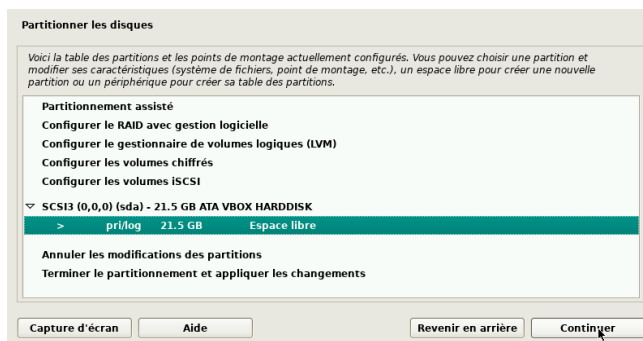 Partitionner les disques
Voici la table des partitions et les points de montage actuellement configurés. Vous pouvez choisir une partition et
modifier ses caractéristiques (système de fichiers, point de montage, etc.), un espace libre pour créer une nouvelle
partition ou un périphérique pour créer sa table des partitions.
Partitionnement assisté
Configurer le RAID avec gestion logicielle
Configurer le gestionnaire de volumes logiques (LVM)
Configurer les volumes chiffrés
Configurer les volumes iSCSI
SCSI3 (0,0,0) (sda) - 21.5 GB ATA VBOX HARDDISK
> pri/log 21.5 GB Espace libre
Annuler les modifications des partitions
Terminer le partitionnement et appliquer les changements
Capture d'écran Aide Revenir en arrière Continuer